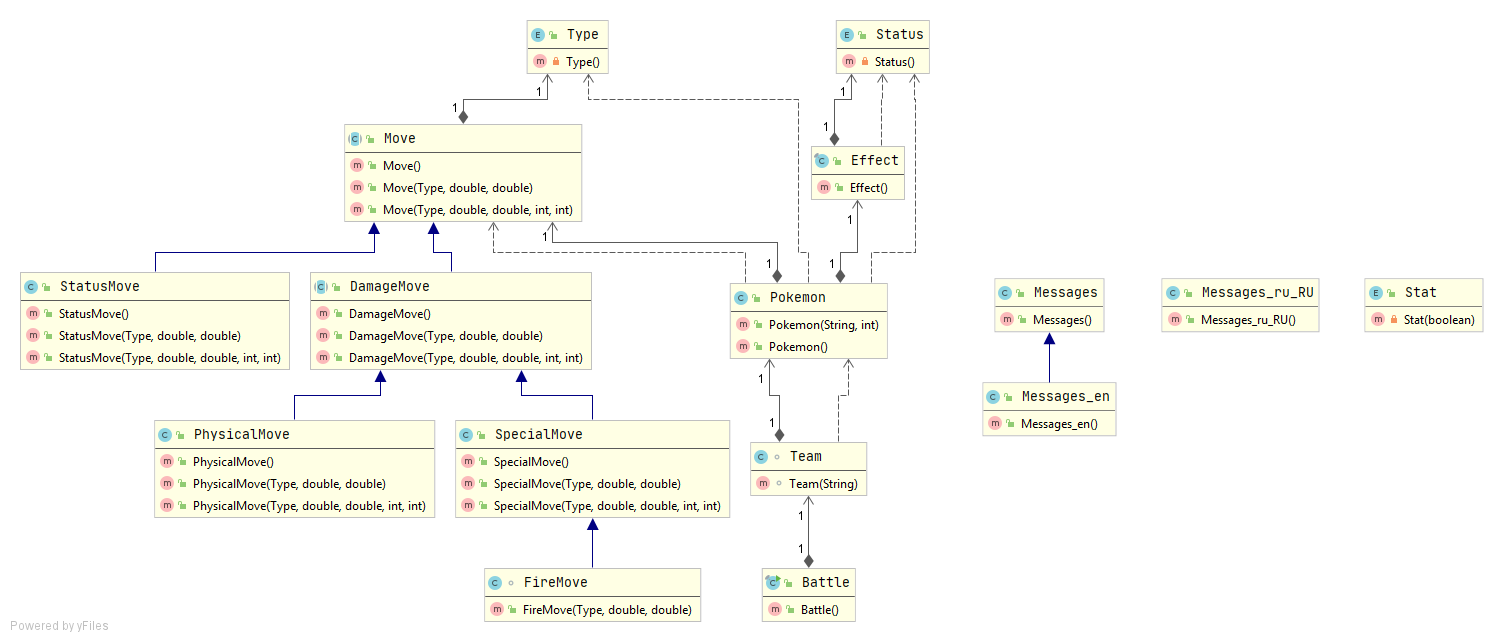 Type
Type()
Status
Status()
1
1
1
1
Move
Move()
Move(Type, double, double)
Move(Type, double, double, int, int)
Effect
Effect()
1
1
1
1
StatusMove
StatusMove()
StatusMove(Type, double, double)
StatusMove(Type, double, double, int, int)
DamageMove
DamageMove()
DamageMove(Type, double, double)
DamageMove(Type, double, double, int, int)
Pokemon
Pokemon(String, int)
Pokemon()
Messages
Messages()
Messages_ru_RU
Messages_ru_RU()
Stat
Stat(boolean)
1
1
Messages_en
Messages_en()
PhysicalMove
PhysicalMove()
PhysicalMove(Type, double, double)
PhysicalMove(Type, double, double, int, int)
SpecialMove
SpecialMove()
SpecialMove(Type, double, double)
SpecialMove(Type, double, double, int, int)
Team
Team(String)
1
1
FireMove
FireMove(Type, double, double)
Battle
Battle()
Powered by yFiles